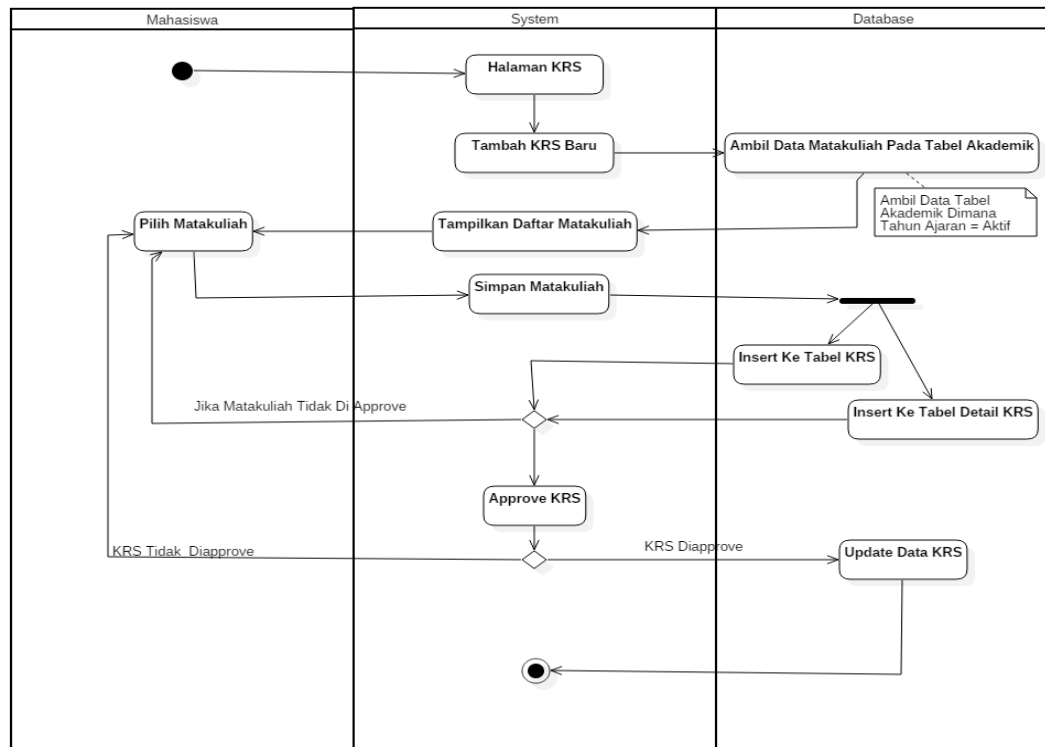 Mahasiswa
System
Database
Halaman KRS
Tambah KRS Baru
Ambil Data Matakuliah Pada Tabel Akademik
Ambil Data Tabel
Akademik Dimana
Tahun Ajaran = Aktif
Pilih Matakuliah
Tampilkan Daftar Matakuliah
Simpan Matakuliah
Insert Ke Tabel KRS
Jika Matakuliah Tidak Di Approve
Insert Ke Tabel Detail KRS
Approve KRS
KRS Tidak  Diapprove
KRS Diapprove
Update Data KRS